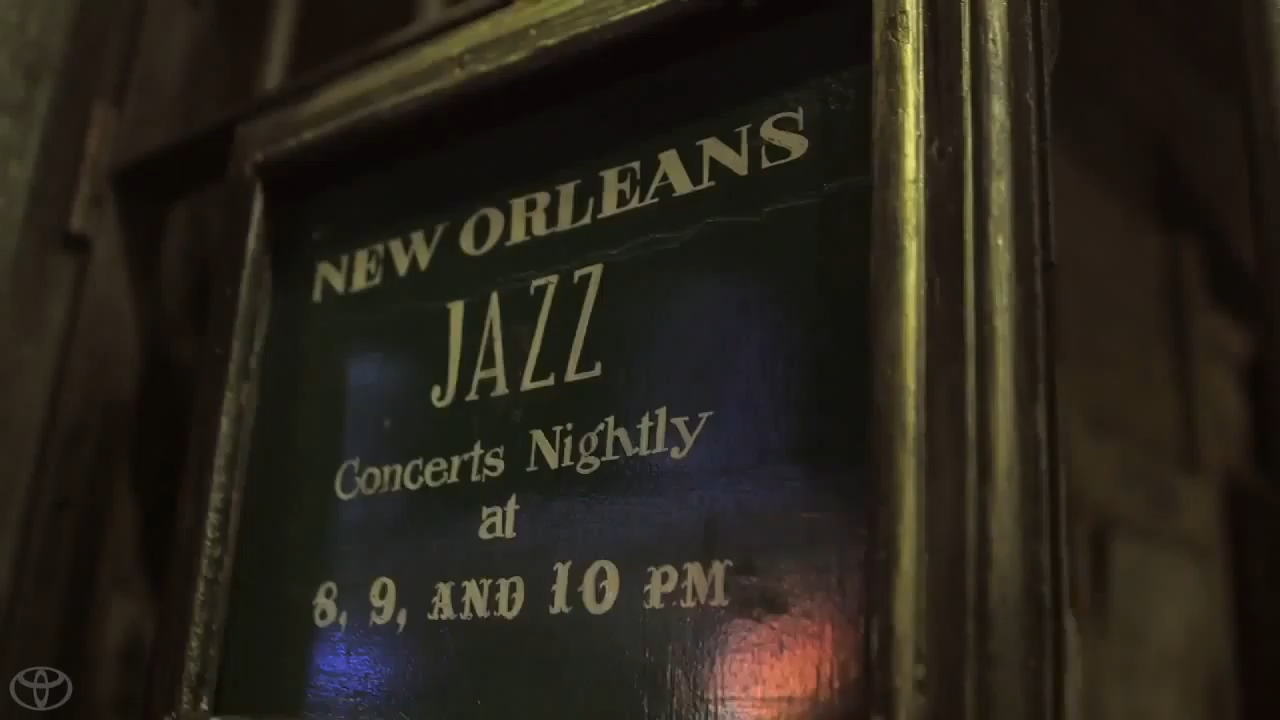 NEW ORLEANS
JAZZ
Concerts Nightly
at
8, 9, AND 10 PM